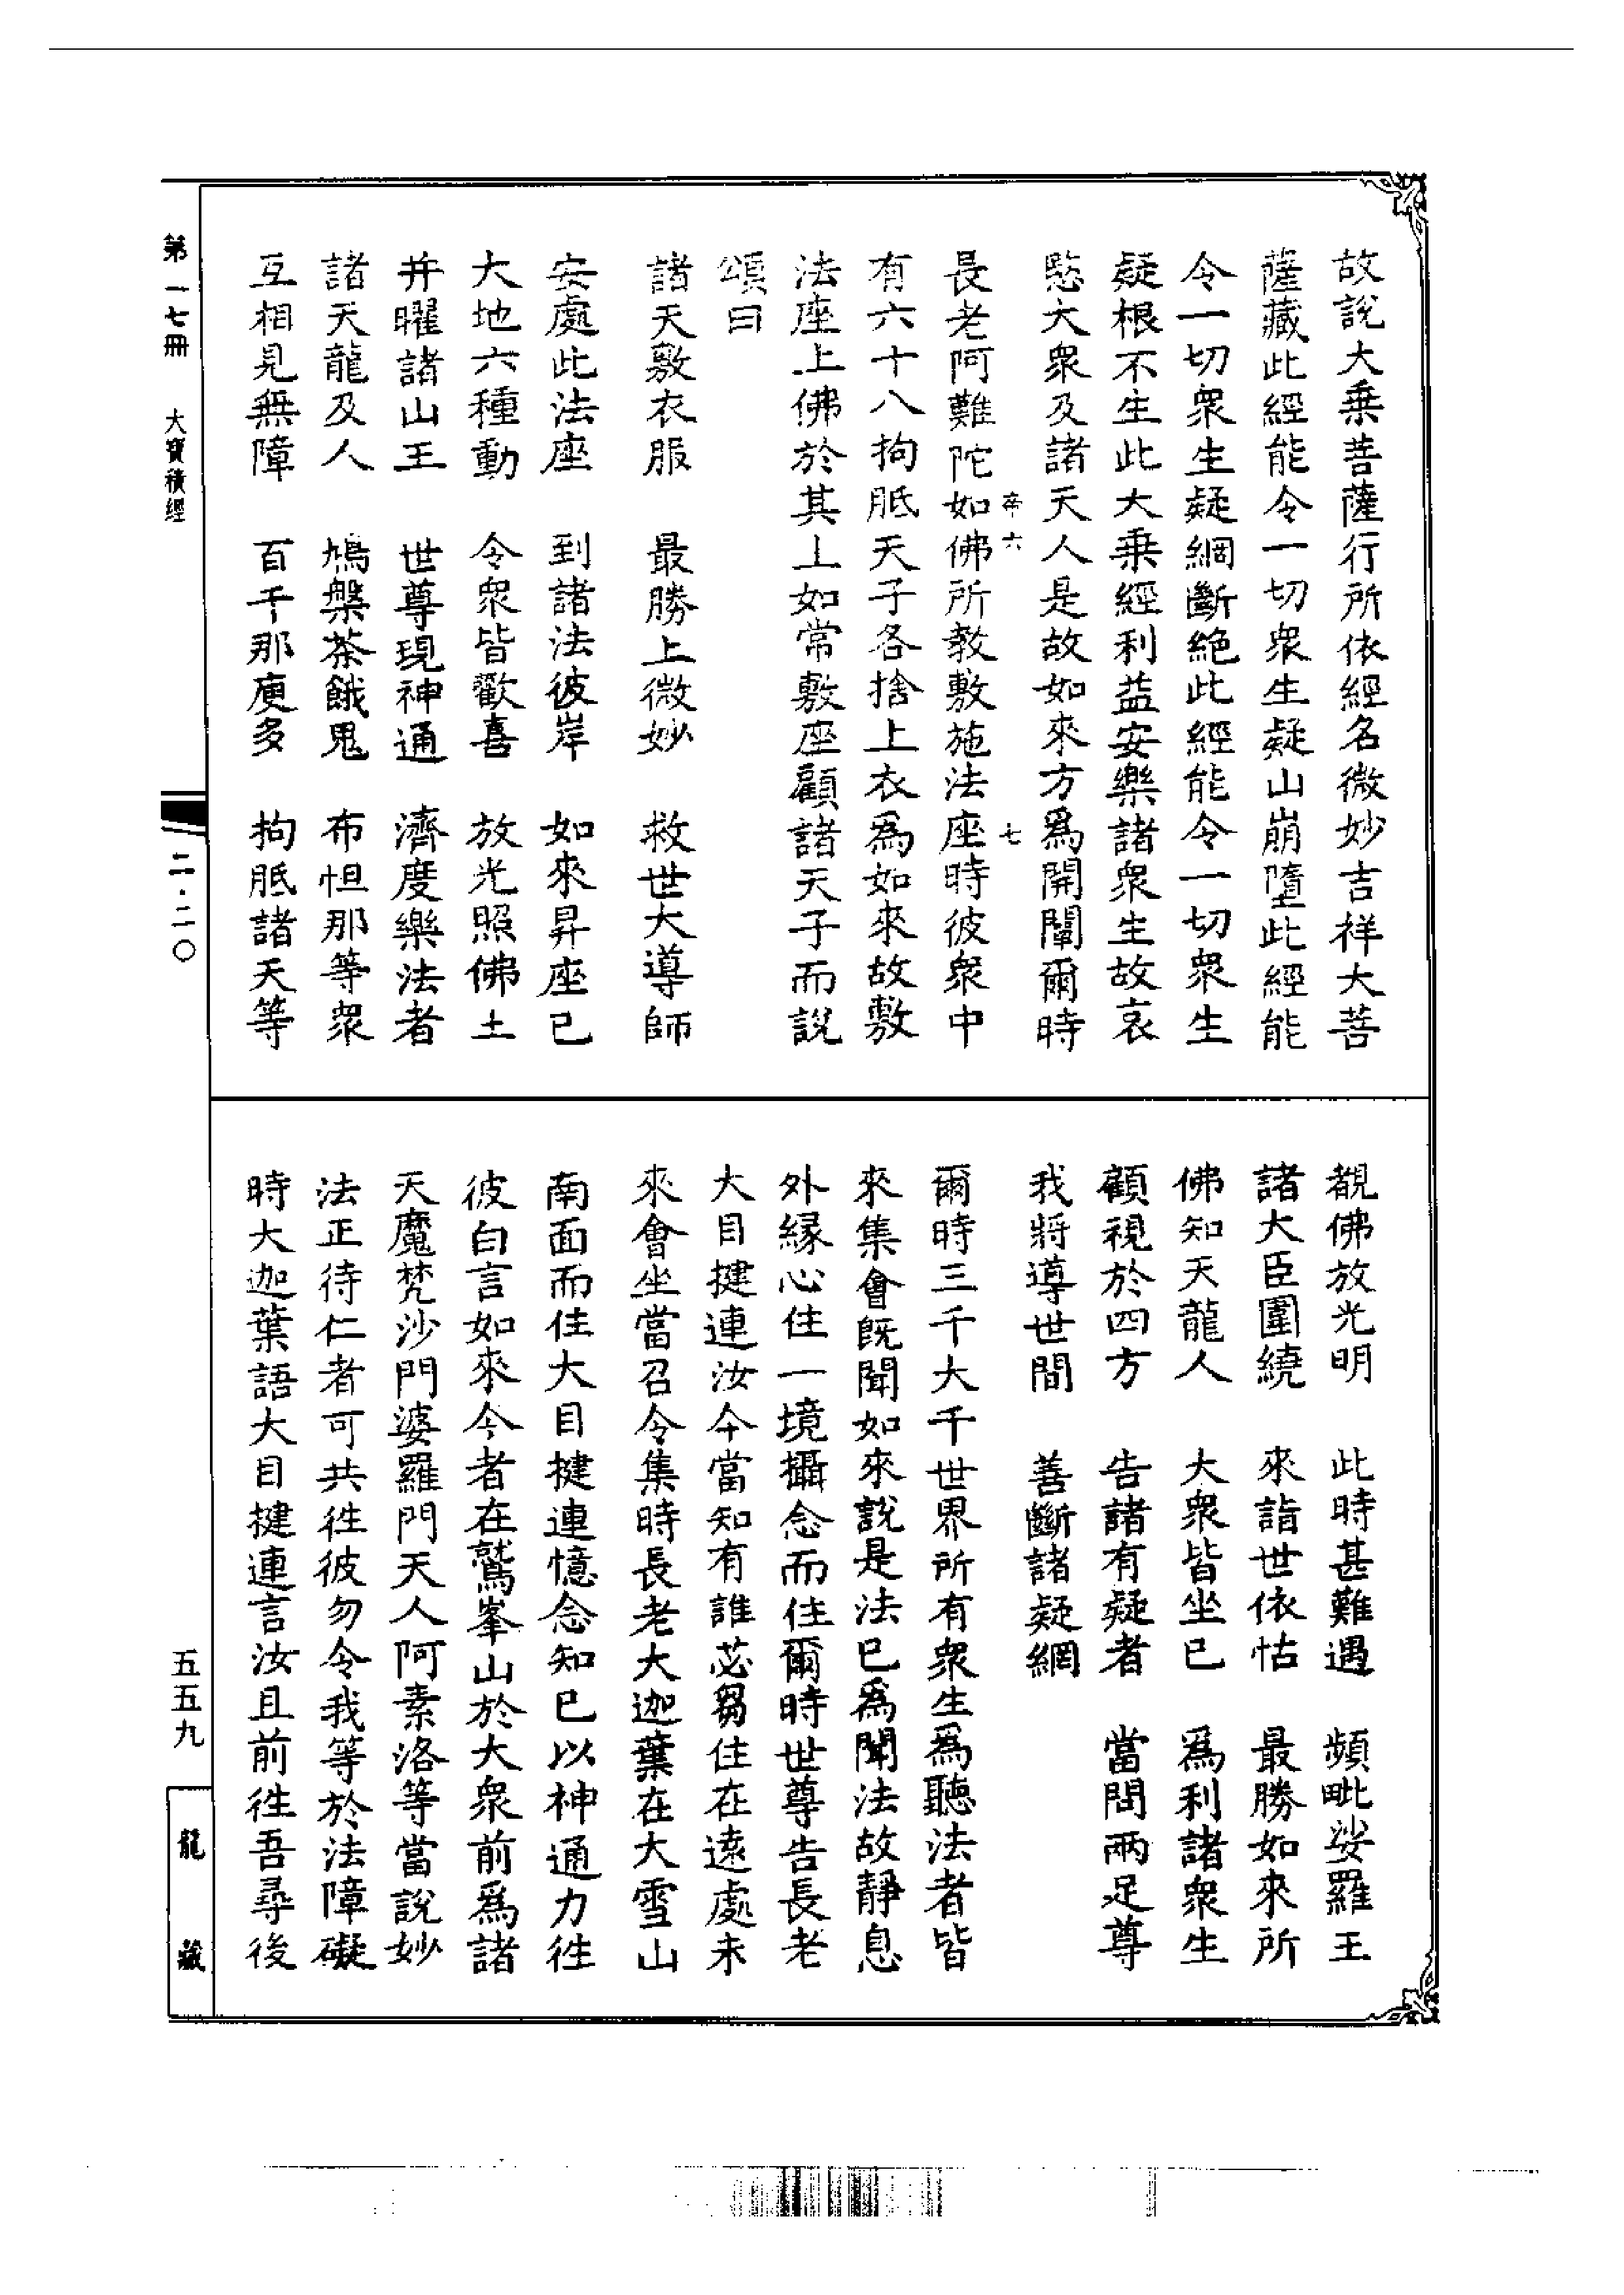 故說大乗菩薩行所依經名微妙吉祥大菩
薩藏此經能令一切衆生疑山崩墮此經能
令一切衆生疑網斷絶此經能令一切衆生
疑根不生此大乗經利益安樂諸衆生故哀
愍大衆及諸天人是故如來方爲開闡爾時
帝六 七
長老阿難陀如佛所教敷施法座時彼衆中
有六十八拘胝天子各捨上衣爲如來故敷
法座上佛於其上如常敷座顧諸天子而說
頌曰
諸天敷衣服 最勝上微妙 救世大導師
安處此法座 到諸法彼岸 如來昇座已
大地六種動 令衆皆歡喜 放光照佛土
并曜諸山王 世尊現神通 濟度樂法者
諸天龍及人 鳩槃茶餓鬼 布怛那等衆
互相見無障 百千那庾多 拘胝諸天等
覩佛放光明 此時甚難遇 頻毗娑羅王
諸大臣圍繞 來詣世依怙 最勝如來所
佛知天龍人 大衆皆坐已 爲利諸衆生
顧視於四方 告諸有疑者 當問兩足尊
我將導世間 善斷諸疑網
爾時三千大千世界所有衆生爲聽法者皆
來集會既聞如來說是法已爲聞法故靜息
外緣心住一境攝念而住爾時世尊告長老
大目揵連汝今當知有誰苾芻住在遠處未
來會坐當召令集時長老大迦葉在大雪山
南面而住大目揵連憶念知已以神通力徃
彼白言如來今者在鷲峯山於大衆前爲諸
天魔梵沙門婆羅門天人阿素洛等當說妙
法正待仁者可共徃彼勿令我等於法障礙
時大迦葉語大目揵連言汝且前徃吾尋後
第一七冊 大寶積經
二·二〇
五五九
龍藏